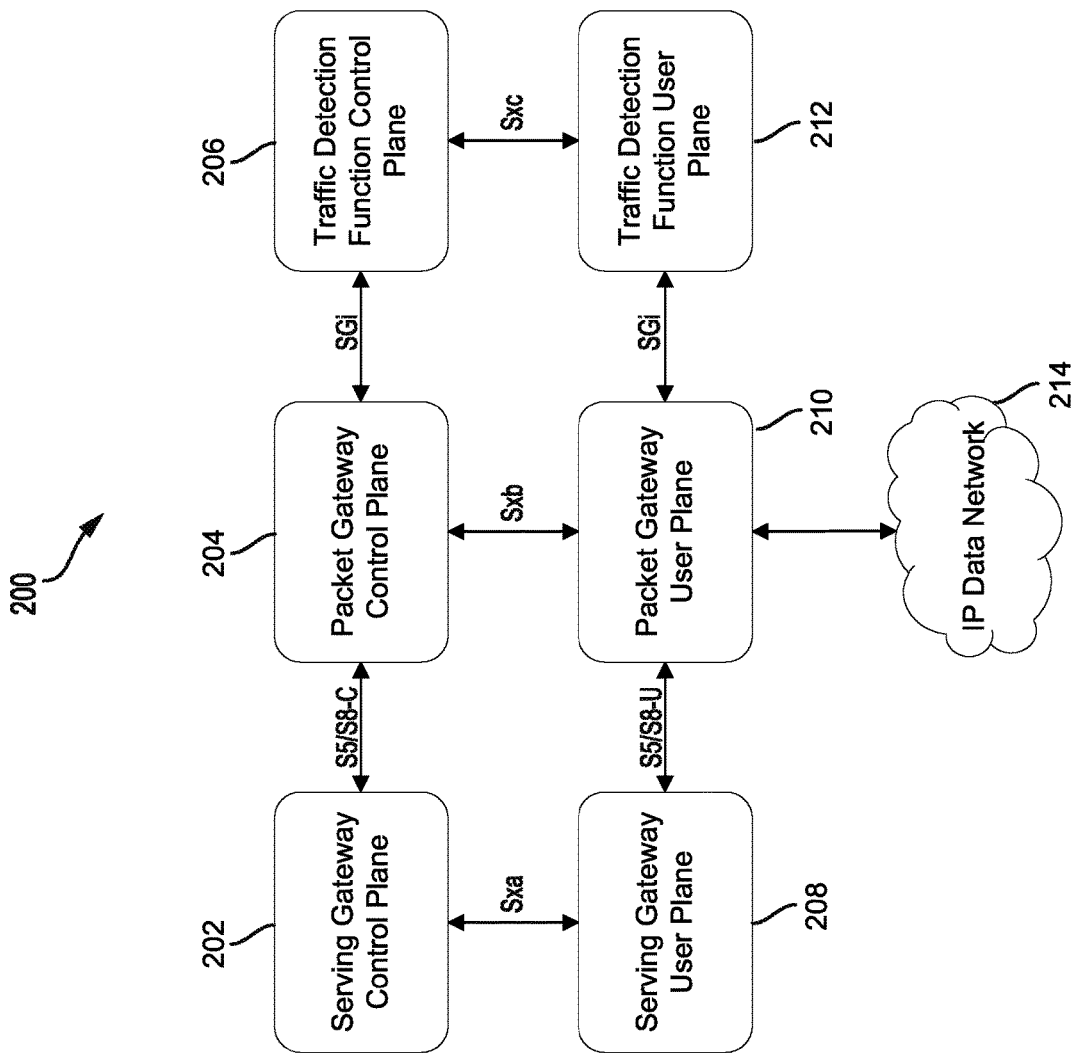 200
202
Serving Gateway
Control Plane
S5/S8-C
204
Packet Gateway
Control Plane
SGi
206
Traffic Detection
Function Control
Plane
Sxa
Sxb
Sxc
Serving Gateway
User Plane
208
S5/S8-U
Packet Gateway
User Plane
210
SGi
Traffic Detection
Function User
Plane
212
IP Data Network
214